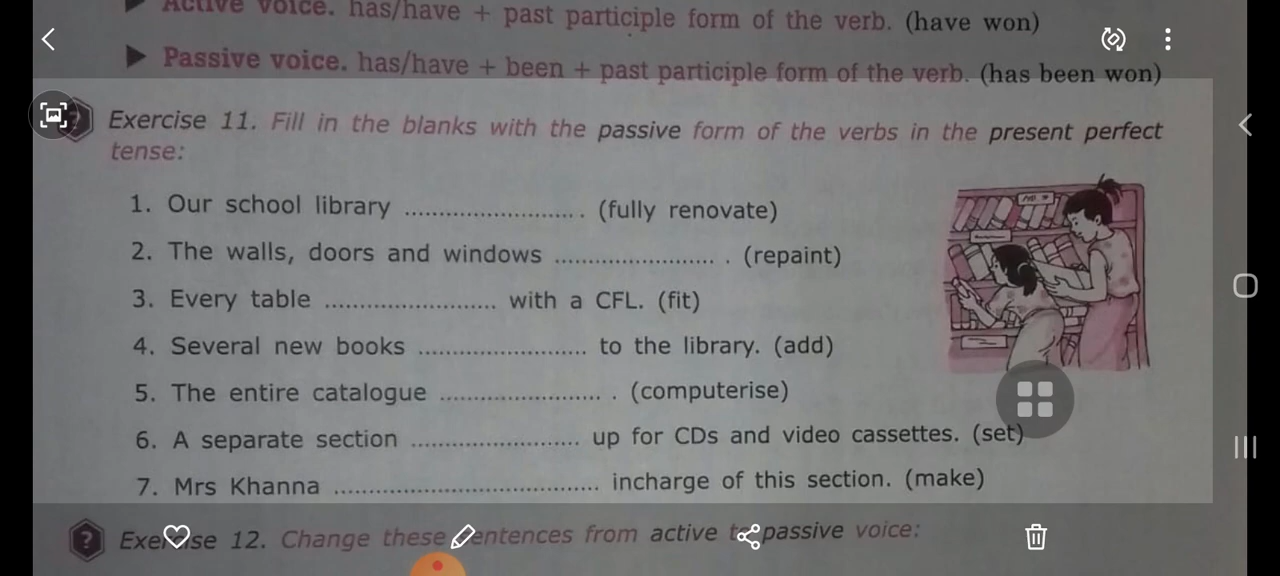 Active voice. has/have + past participle form of the verb. (have won)
Passive voice. has/have + been + past participle form of the verb. (has been won)
? Exercise 11. Fill in the blanks with the passive form of the verbs in the present perfect
tense:
1. Our school library .......................... . (fully renovate)
2. The walls, doors and windows ....................... . (repaint)
3. Every table ......................... with a CFL. (fit)
4. Several new books ......................... to the library. (add)
5. The entire catalogue ........................ . (computerise)
6. A separate section ......................... up for CDs and video cassettes. (set)
7. Mrs Khanna ....................................... incharge of this section. (make)
? Exercise 12. Change these sentences from active to passive voice: